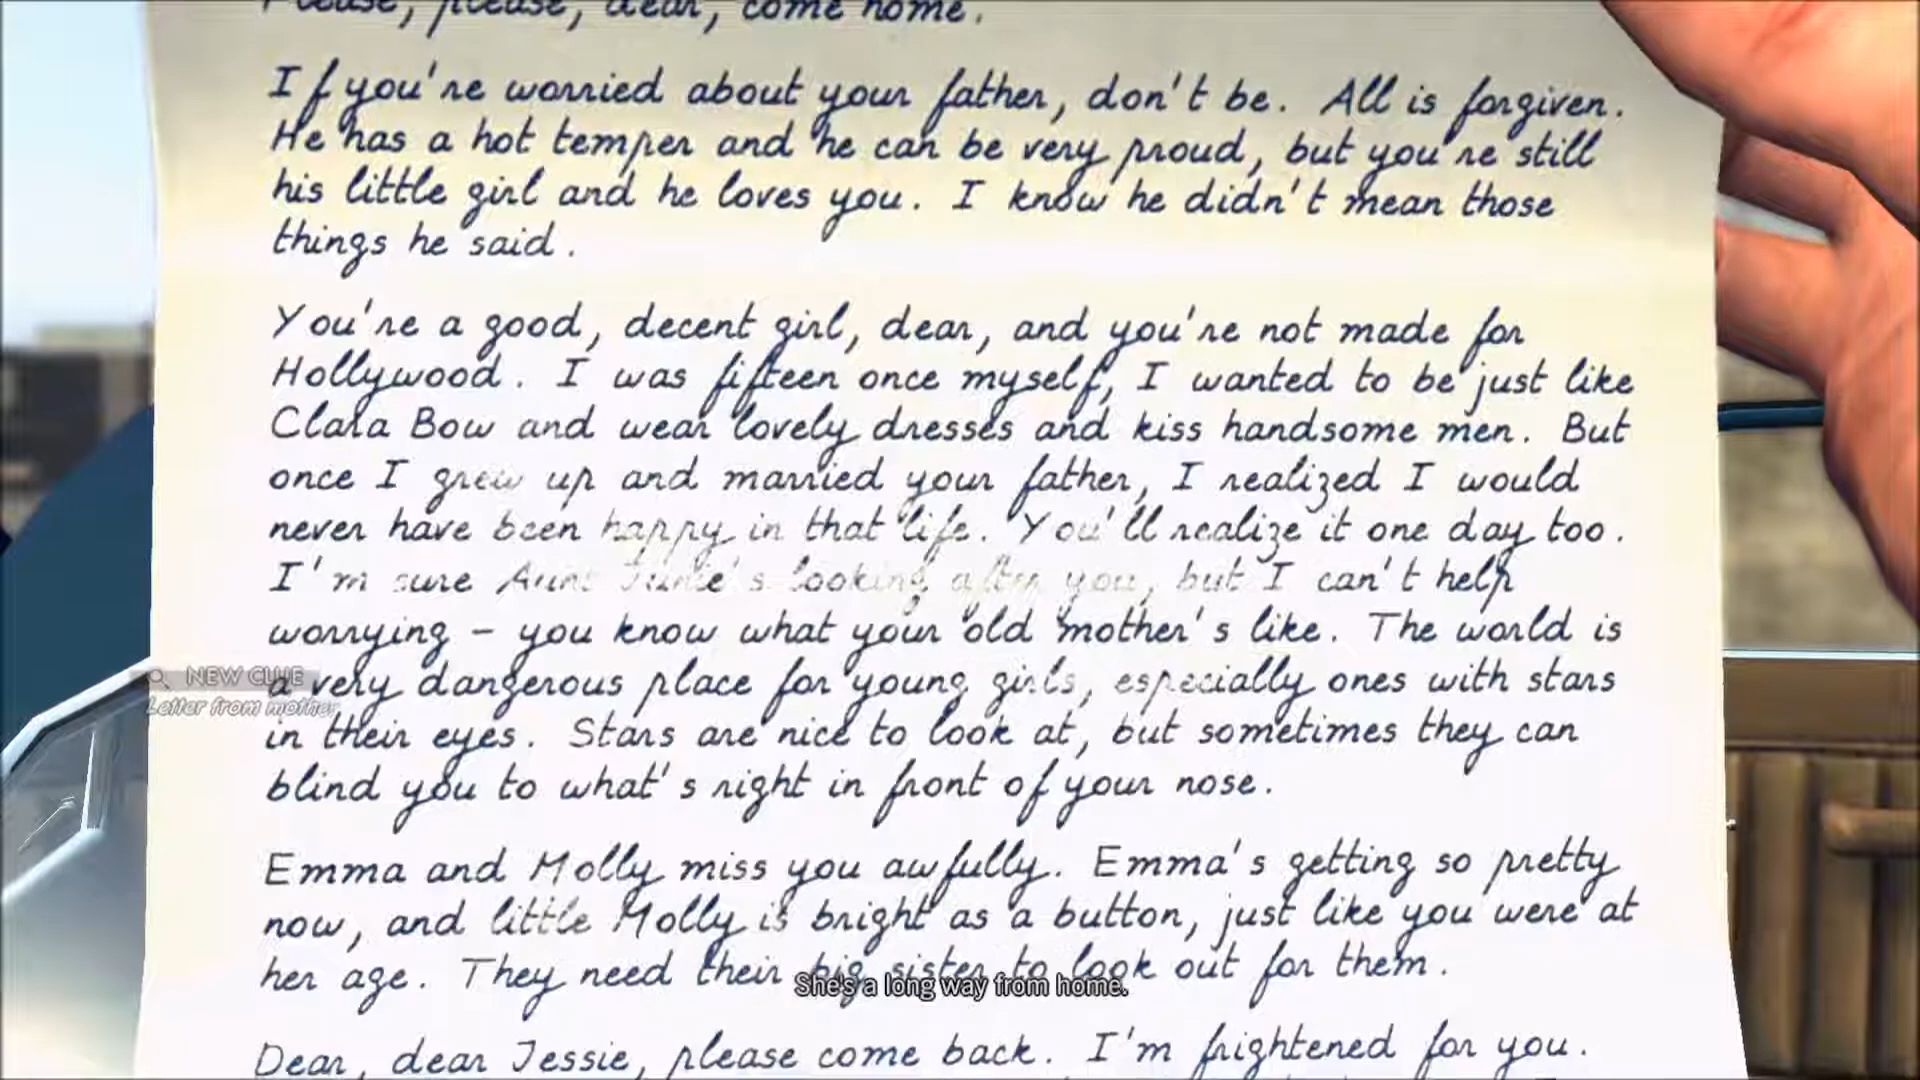 Please, please, dear, come home.
If you're worried about your father, don't be. All is forgiven.
He has a hot temper and he can be very proud, but you're still
his little girl and he loves you. I know he didn't mean those
things he said.
You're a good, decent girl, dear, and you're not made for
Hollywood. I was fifteen once myself, I wanted to be just like
Clara Bow and wear lovely dresses and kiss handsome men. But
once I grew up and married your father, I realized I would
never have been happy in that life. You'll realize it one day too.
I'm sure Aunt looking after you, but I can't help
worrying - you know what your old mother's like. The world is
a very dangerous place for young girls, especially ones with stars
in their eyes. Stars are nice to look at, but sometimes they can
blind you to what's right in front of your nose.
Emma and Molly miss you awfully. Emma's getting so pretty
now, and little Molly is bright as a button, just like you were at
her age. They need their big sister to look out for them.
Dear, dear Jessie, please come back. I'm frightened for you.
NEW CLUE
Letter from mother
She's a long way from home.